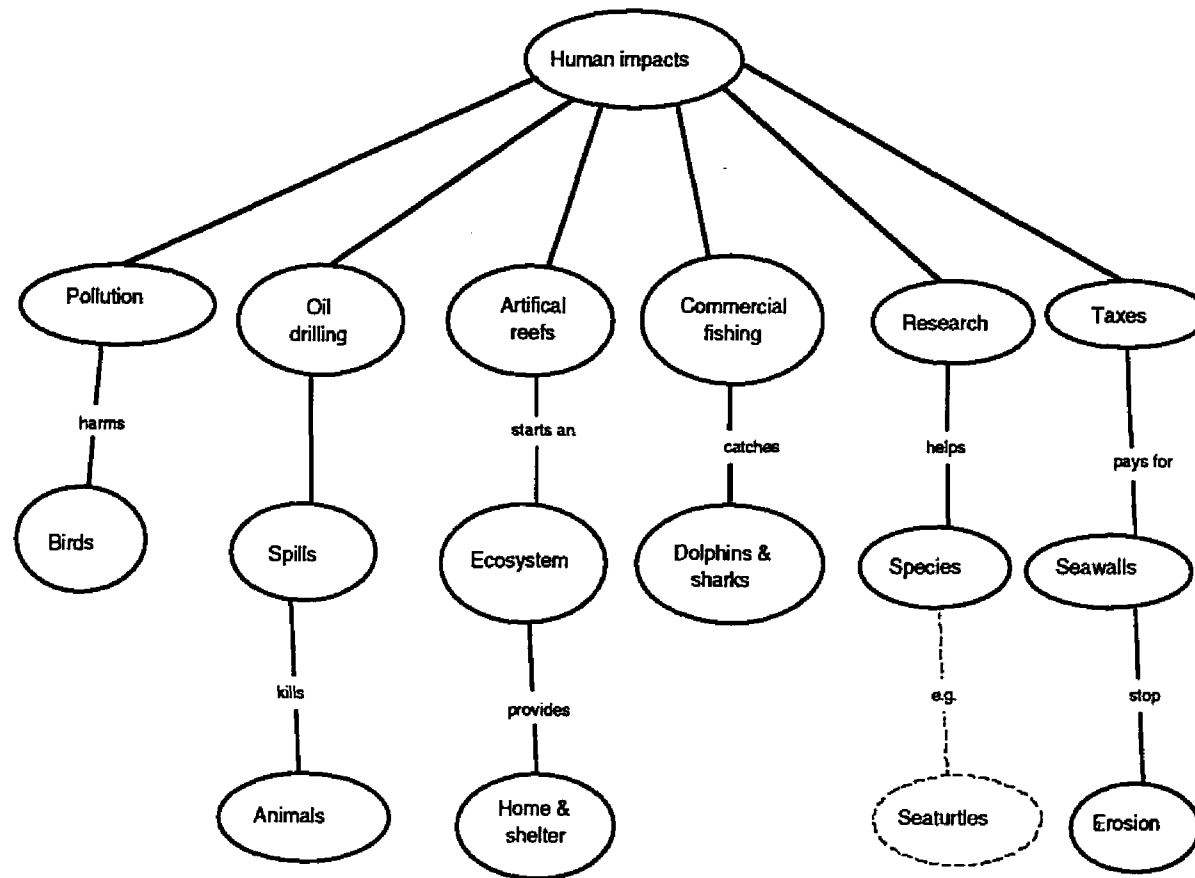 Human impacts
Pollution
Oil
drilling
Artifical
reefs
Commercial
fishing
Research
Taxes
harms
starts an
catches
helps
pays for
Birds
Spills
Ecosystem
Dolphins &
sharks
Species
Seawalls
kills
provides
e.g.
stop
Animals
Home &
shelter
Seaturtles
Erosion